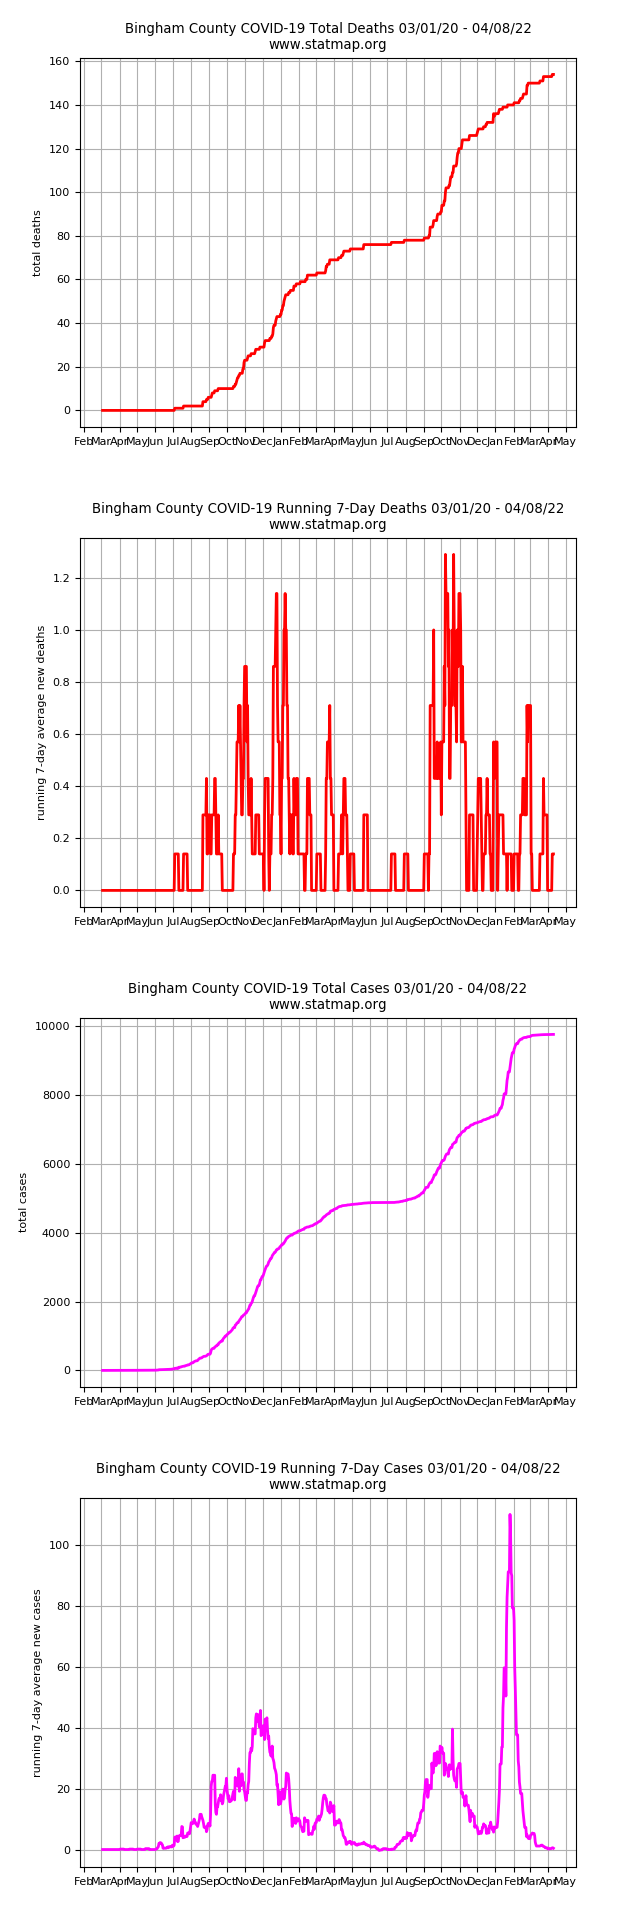 Bingham County COVID-19 Total Deaths 03/01/20 - 04/08/22
www.statmap.org
160
140
120
100
80
60
40
20
0
total deaths
Feb Mar Apr May Jun Jul Aug Sep Oct Nov Dec Jan Feb Mar Apr May Jun Jul Aug Sep Oct Nov Dec Jan Feb Mar Apr May
Bingham County COVID-19 Running 7-Day Deaths 03/01/20 - 04/08/22
www.statmap.org
1.2
1.0
0.8
0.6
0.4
0.2
0.0
running 7-day average new deaths
Feb Mar Apr May Jun Jul Aug Sep Oct Nov Dec Jan Feb Mar Apr May Jun Jul Aug Sep Oct Nov Dec Jan Feb Mar Apr May
Bingham County COVID-19 Total Cases 03/01/20 - 04/08/22
www.statmap.org
10000
8000
6000
4000
2000
0
total cases
Feb Mar Apr May Jun Jul Aug Sep Oct Nov Dec Jan Feb Mar Apr May Jun Jul Aug Sep Oct Nov Dec Jan Feb Mar Apr May
Bingham County COVID-19 Running 7-Day Cases 03/01/20 - 04/08/22
www.statmap.org
100
80
60
40
20
0
running 7-day average new cases
Feb Mar Apr May Jun Jul Aug Sep Oct Nov Dec Jan Feb Mar Apr May Jun Jul Aug Sep Oct Nov Dec Jan Feb Mar Apr May